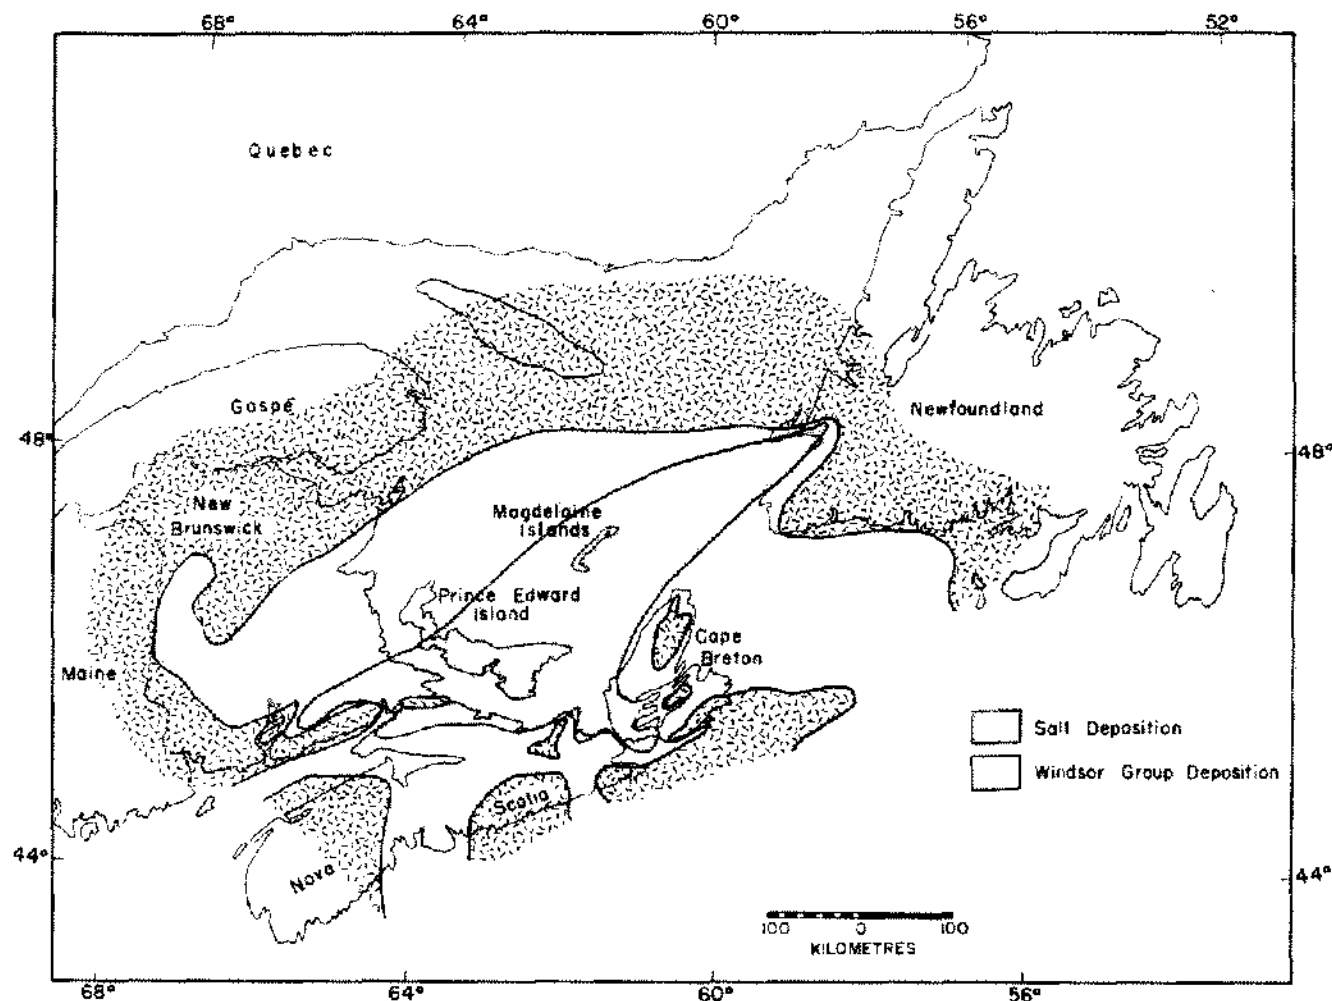 68° 64° 60° 56° 52°
Quebec
Gaspé
Newfoundland
48° 48°
New
Brunswick
Magdelaine
Islands
Prince Edward
Island
Cape
Breton
Maine
Salt Deposition
Windsor Group Deposition
Scotia
Nova
44° 44°
100 0 100
KILOMETRES
68° 64° 60° 56°